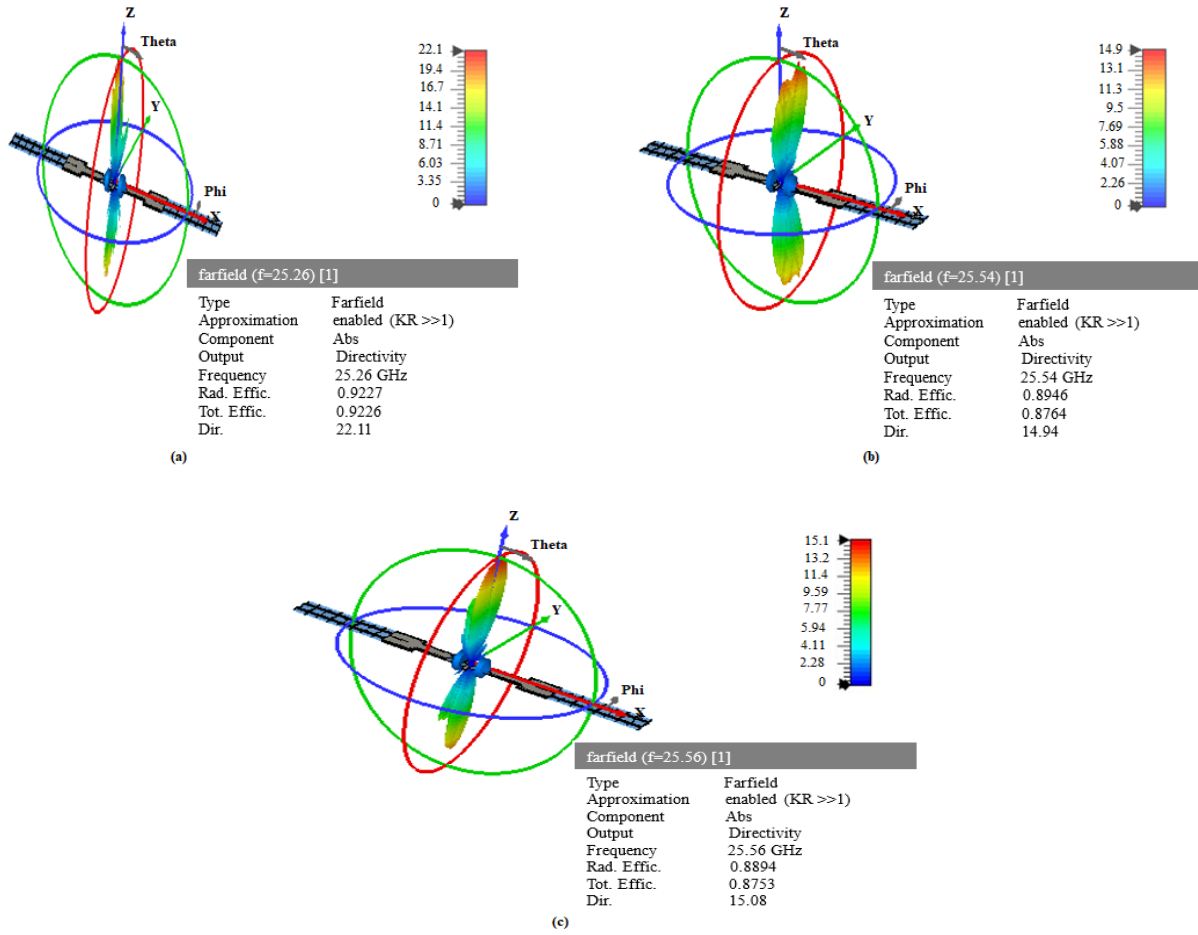 Z
Theta
Y
Phi
X
22.1
19.4
16.7
14.1
11.4
8.71
6.03
3.35
0
farfield (f=25.26) [1]
Type Farfield
Approximation enabled (KR >>1)
Component Abs
Output Directivity
Frequency 25.26 GHz
Rad. Effic. 0.9227
Tot. Effic. 0.9226
Dir. 22.11
(a)
Z
Theta
Y
Phi
X
14.9
13.1
11.3
9.5
7.69
5.88
4.07
2.26
0
farfield (f=25.54) [1]
Type Farfield
Approximation enabled (KR >>1)
Component Abs
Output Directivity
Frequency 25.54 GHz
Rad. Effic. 0.8946
Tot. Effic. 0.8764
Dir. 14.94
(b)
Z
Theta
Y
Phi
X
15.1
13.2
11.4
9.59
7.77
5.94
4.11
2.28
0
farfield (f=25.56) [1]
Type Farfield
Approximation enabled (KR >>1)
Component Abs
Output Directivity
Frequency 25.56 GHz
Rad. Effic. 0.8894
Tot. Effic. 0.8753
Dir. 15.08
(c)